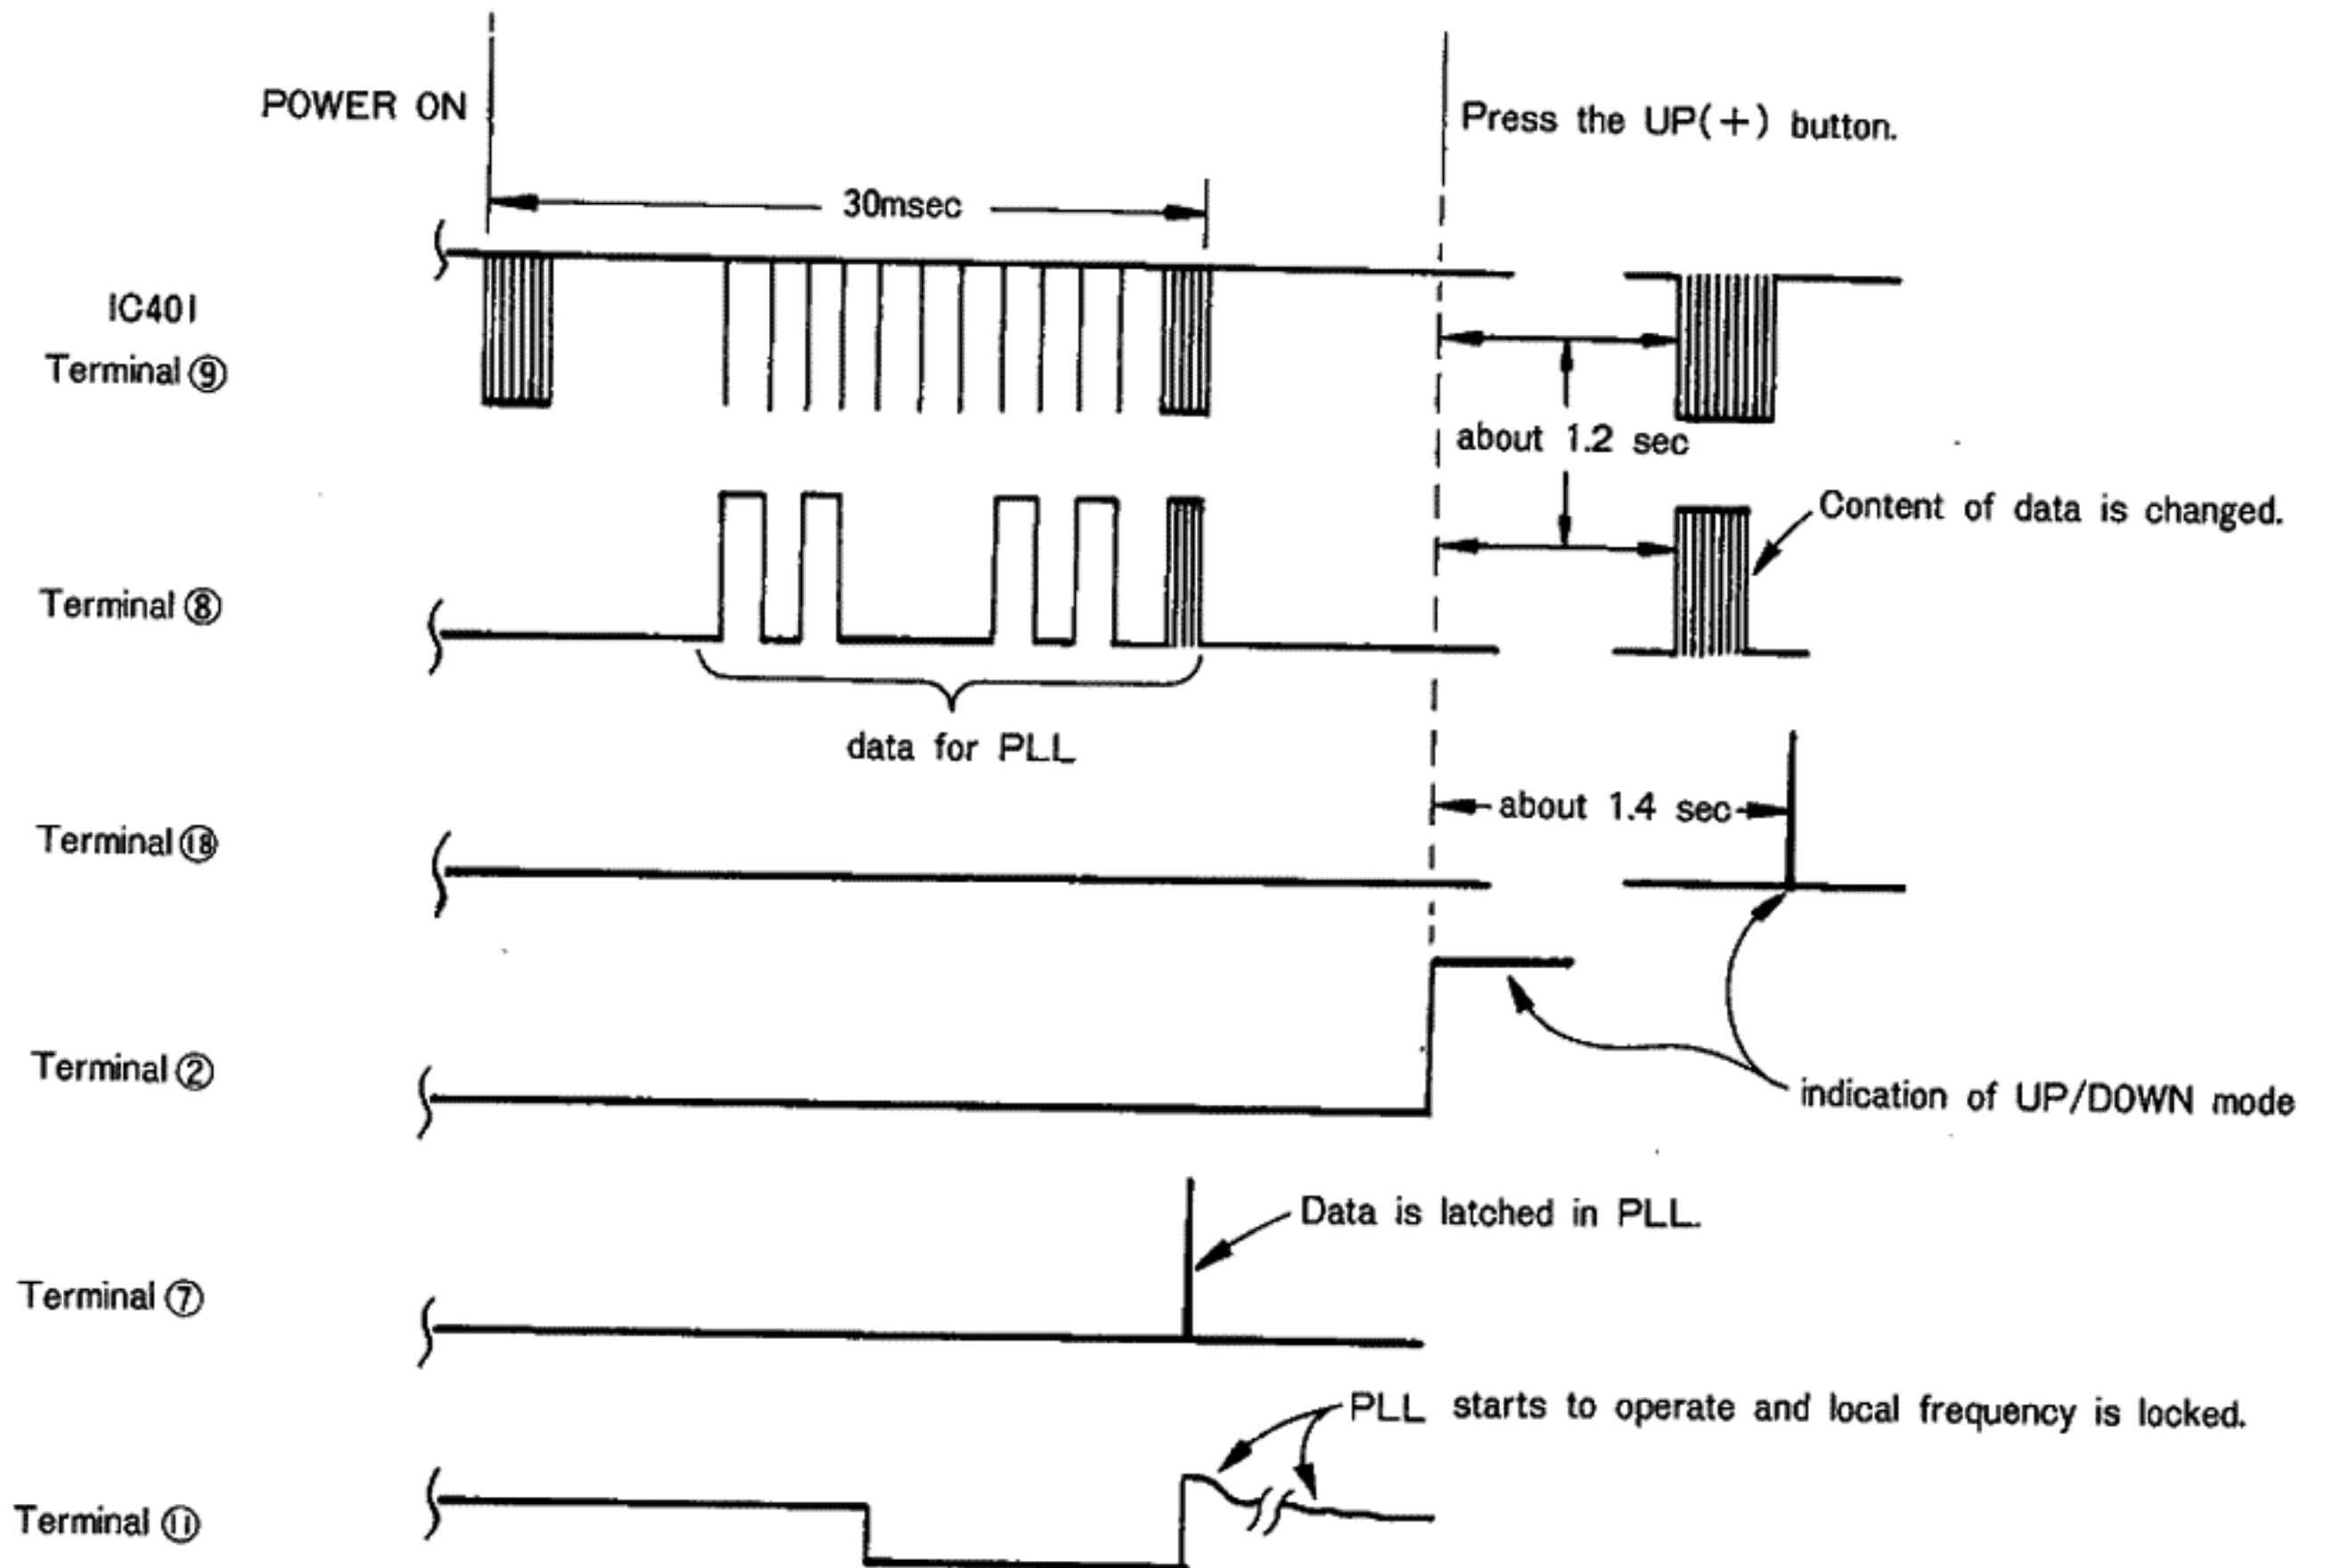 POWER ON
Press the UP(+) button.
30msec
IC401
Terminal ⑨
about 1.2 sec
Content of data is changed.
Terminal ⑧
data for PLL
about 1.4 sec
Terminal ⑱
Terminal ②
indication of UP/DOWN mode
Data is latched in PLL.
Terminal ⑦
PLL starts to operate and local frequency is locked.
Terminal ⑪